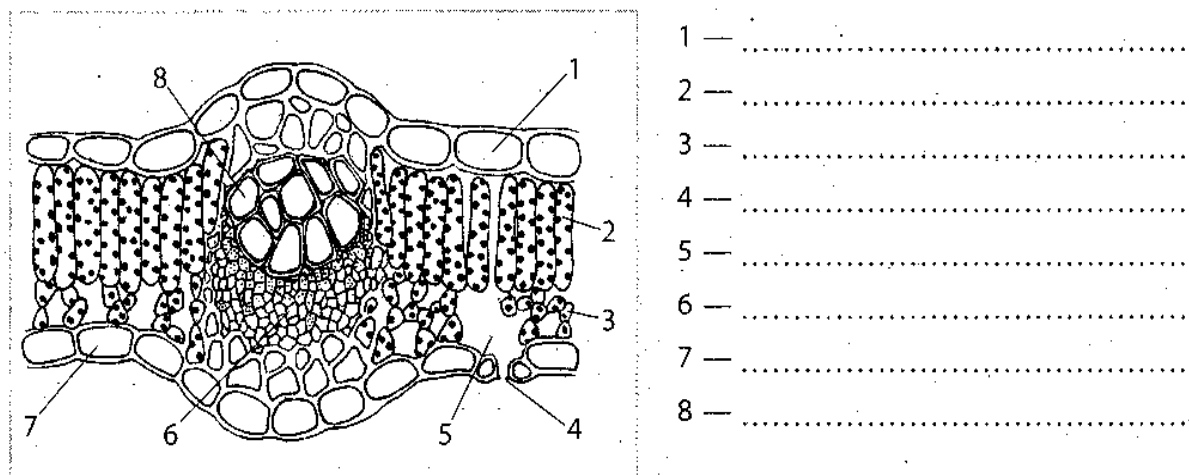 8
1
2
3
7
6
5
4
1 — ........................................
2 — ........................................
3 — ........................................
4 — ........................................
5 — ........................................
6 — ........................................
7 — ........................................
8 — ........................................